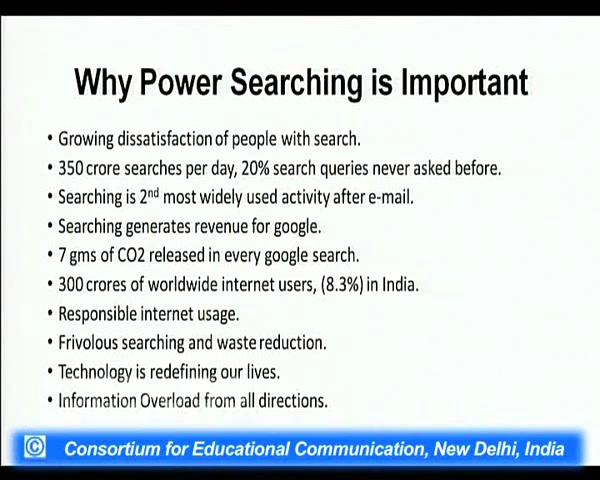 Why Power Searching is Important
• Growing dissatisfaction of people with search.
• 350 crore searches per day, 20% search queries never asked before.
• Searching is 2nd most widely used activity after e-mail.
• Searching generates revenue for google.
• 7 gms of CO2 released in every google search.
• 300 crores of worldwide internet users, (8.3%) in India.
• Responsible internet usage.
• Frivolous searching and waste reduction.
• Technology is redefining our lives.
• Information Overload from all directions.
© Consortium for Educational Communication, New Delhi, India